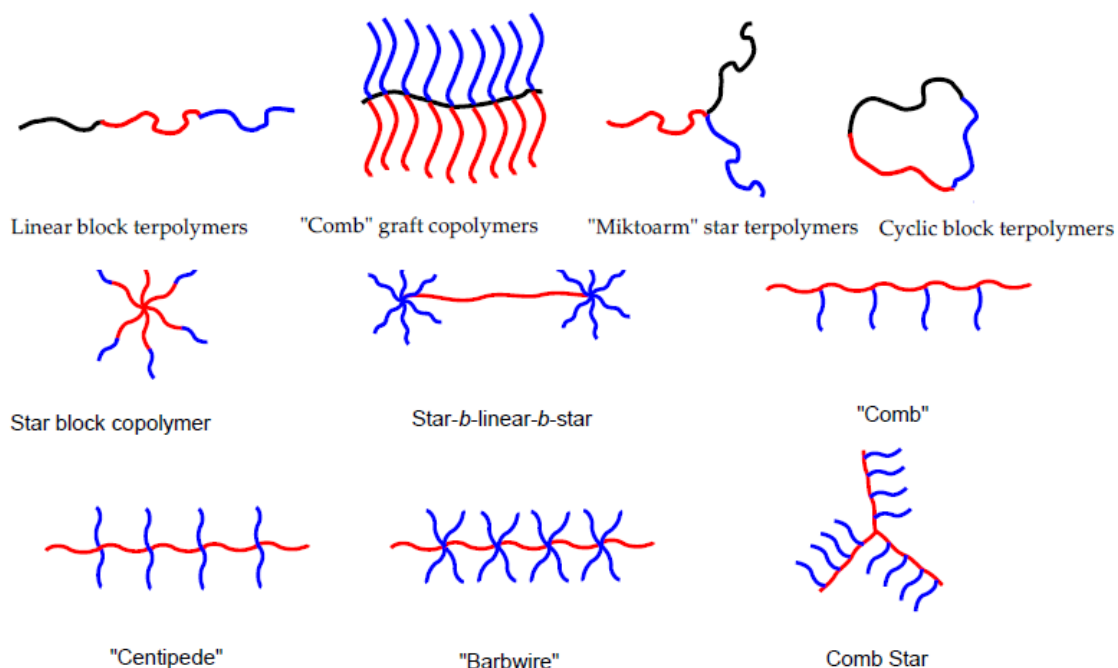 Linear block terpolymers
"Comb" graft copolymers
"Miktoarm" star terpolymers
Cyclic block terpolymers
Star block copolymer
Star-b-linear-b-star
"Comb"
"Centipede"
"Barbwire"
Comb Star